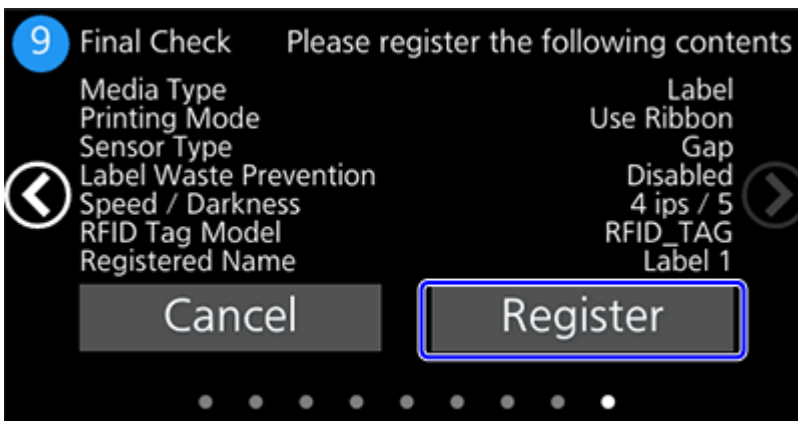 9 Final Check Please register the following contents
Media Type Label
Printing Mode Use Ribbon
Sensor Type Gap
Label Waste Prevention Disabled
Speed / Darkness 4 ips / 5
RFID Tag Model RFID_TAG
Registered Name Label 1
Cancel Register